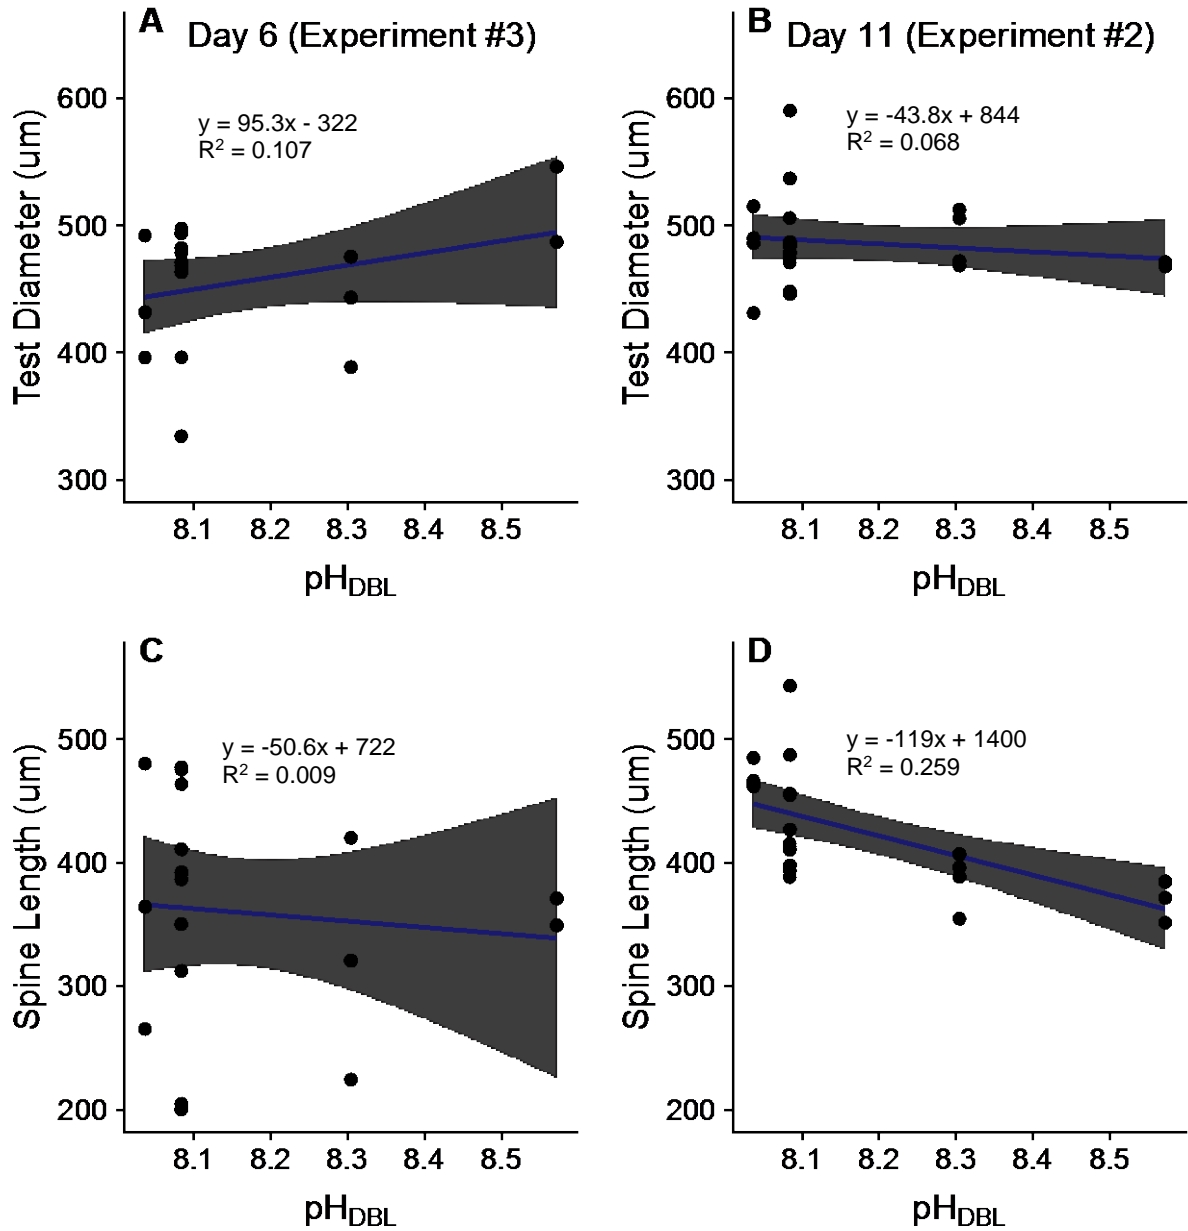 A Day 6 (Experiment #3)
y = 95.3x - 322
R² = 0.107
Test Diameter (um)
600
500
400
300
8.1 8.2 8.3 8.4 8.5
pH_DBL
B Day 11 (Experiment #2)
y = -43.8x + 844
R² = 0.068
Test Diameter (um)
600
500
400
300
8.1 8.2 8.3 8.4 8.5
pH_DBL
C
y = -50.6x + 722
R² = 0.009
Spine Length (um)
500
400
300
200
8.1 8.2 8.3 8.4 8.5
pH_DBL
D
y = -119x + 1400
R² = 0.259
Spine Length (um)
500
400
300
200
8.1 8.2 8.3 8.4 8.5
pH_DBL